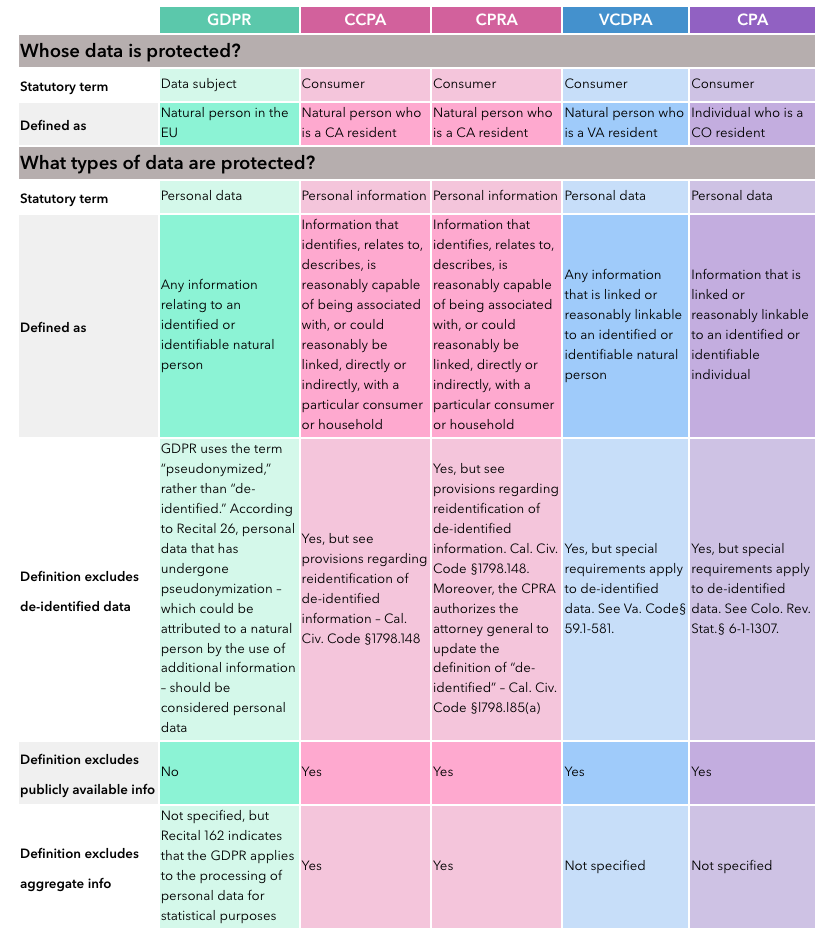 GDPR CCPA CPRA VCDPA CPA
Whose data is protected?
Statutory term
Data subject
Consumer
Consumer
Consumer
Consumer
Defined as
Natural person in the
EU
Natural person who
is a CA resident
Natural person who
is a CA resident
Natural person who
is a VA resident
Individual who is a
CO resident
What types of data are protected?
Statutory term
Personal data
Personal information
Personal information
Personal data
Personal data
Defined as
Any information
relating to an
identified or
identifiable natural
person
Information that
identifies, relates to,
describes, is
reasonably capable
of being associated
with, or could
reasonably be
linked, directly or
indirectly, with a
particular consumer
or household
Information that
identifies, relates to,
describes, is
reasonably capable
of being associated
with, or could
reasonably be
linked, directly or
indirectly, with a
particular consumer
or household
Any information
that is linked or
reasonably linkable
to an identified or
identifiable natural
person
Information that is
linked or
reasonably linkable
to an identified or
identifiable
individual
Definition excludes
de-identified data
GDPR uses the term
“pseudonymized,”
rather than “de-
identified.” According
to Recital 26, personal
data that has
undergone
pseudonymization –
which could be
attributed to a natural
person by the use of
additional information
– should be
considered personal
data
Yes, but see
provisions regarding
reidentification of
de-identified
information – Cal.
Civ. Code §1798.148
Yes, but see
provisions regarding
reidentification of
de-identified
information. Cal. Civ.
Code §1798.148.
Moreover, the CPRA
authorizes the
attorney general to
update the
definition of “de-
identified” – Cal. Civ.
Code §l798.l85(a)
Yes, but special
requirements apply
to de-identified
data. See Va. Code§
59.1-581.
Yes, but special
requirements apply
to de-identified
data. See Colo. Rev.
Stat.§ 6-1-1307.
Definition excludes
publicly available info
No
Yes
Yes
Yes
Yes
Definition excludes
aggregate info
Not specified, but
Recital 162 indicates
that the GDPR applies
to the processing of
personal data for
statistical purposes
Yes
Yes
Not specified
Not specified